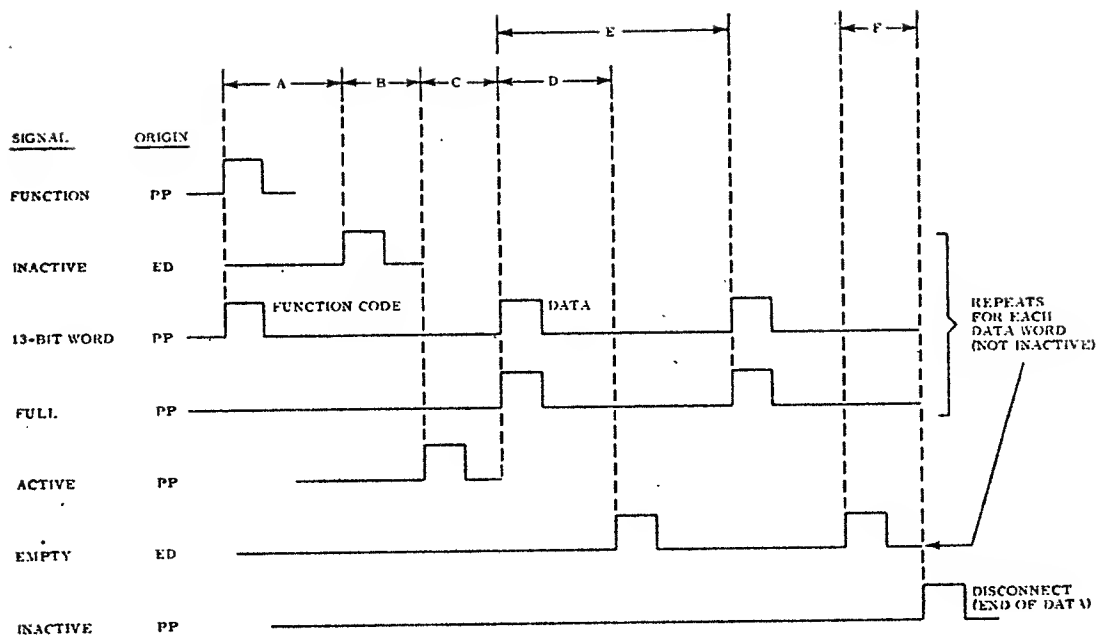 E
F
A
B
C
D
SIGNAL
ORIGIN
FUNCTION
PP
INACTIVE
ED
FUNCTION CODE
DATA
13-BIT WORD
PP
REPEATS
FOR EACH
DATA WORD
(NOT INACTIVE)
FULL
PP
ACTIVE
PP
EMPTY
ED
DISCONNECT
(END OF DATA)
INACTIVE
PP